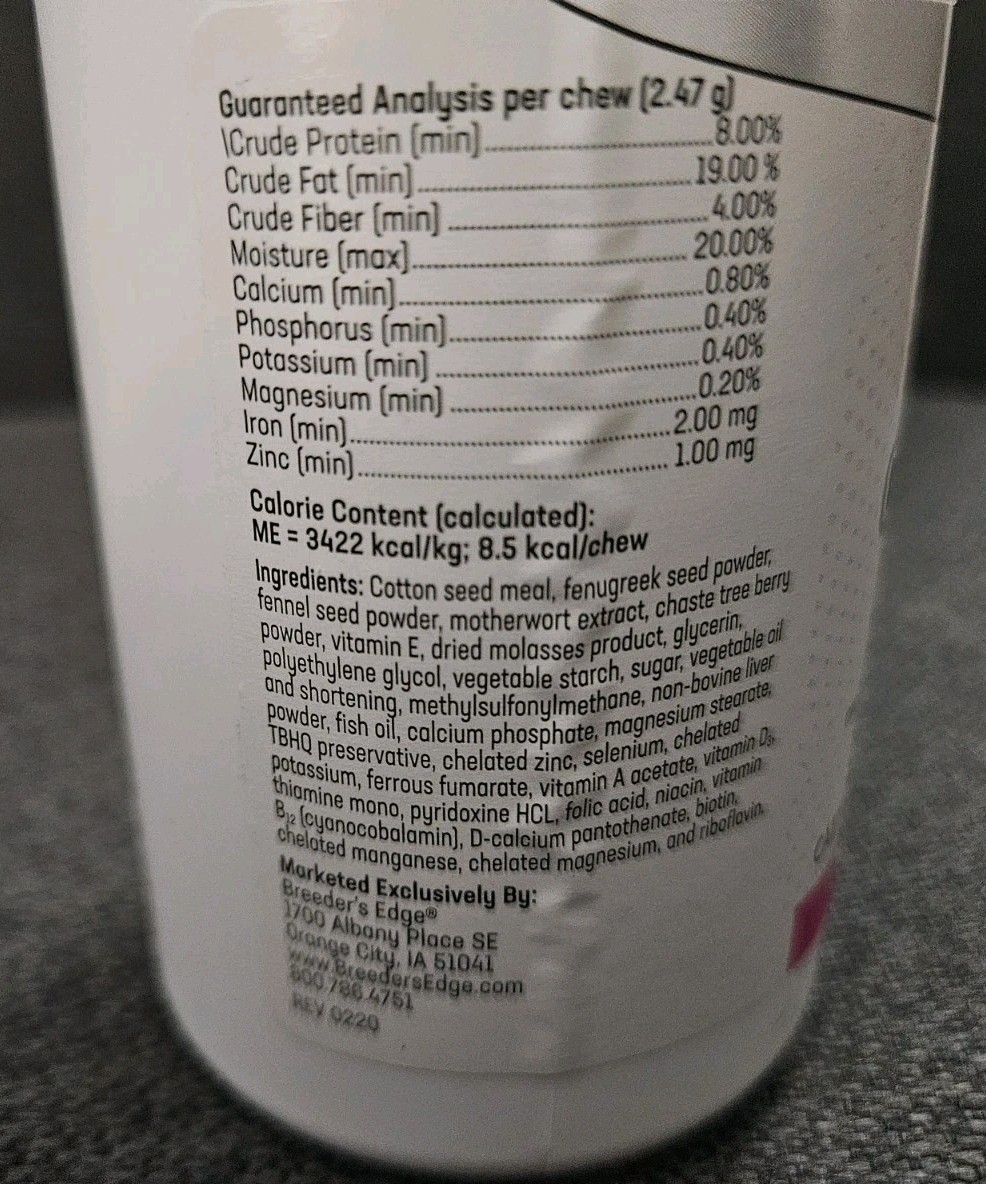 Guaranteed Analysis per chew (2.47 g)
\Crude Protein (min)........8.00%
Crude Fat (min)........19.00 %
Crude Fiber (min)........4.00%
Moisture (max)........20.00%
Calcium (min)........0.80%
Phosphorus (min)........0.40%
Potassium (min)........0.40%
Magnesium (min)........0.20%
Iron (min)........2.00 mg
Zinc (min)........1.00 mg
Calorie Content (calculated):
ME = 3422 kcal/kg; 8.5 kcal/chew
Ingredients: Cotton seed meal, fenugreek seed powder,
fennel seed powder, motherwort extract, chaste tree berry
powder, vitamin E, dried molasses product, glycerin,
polyethylene glycol, vegetable starch, sugar, vegetable oil
and shortening, methylsulfonylmethane, non-bovine liver
powder, fish oil, calcium phosphate, magnesium stearate,
TBHQ preservative, chelated zinc, selenium, chelated
potassium, ferrous fumarate, vitamin A acetate, vitamin D₃,
thiamine mono, pyridoxine HCL, folic acid, niacin, vitamin
B₁₂ (cyanocobalamin), D-calcium pantothenate, biotin,
chelated manganese, chelated magnesium, and riboflavin.
Marketed Exclusively By:
Breeder's Edge®
1700 Albany Place SE
Orange City, IA 51041
www.BreedersEdge.com
800.786.4751
REV 0220